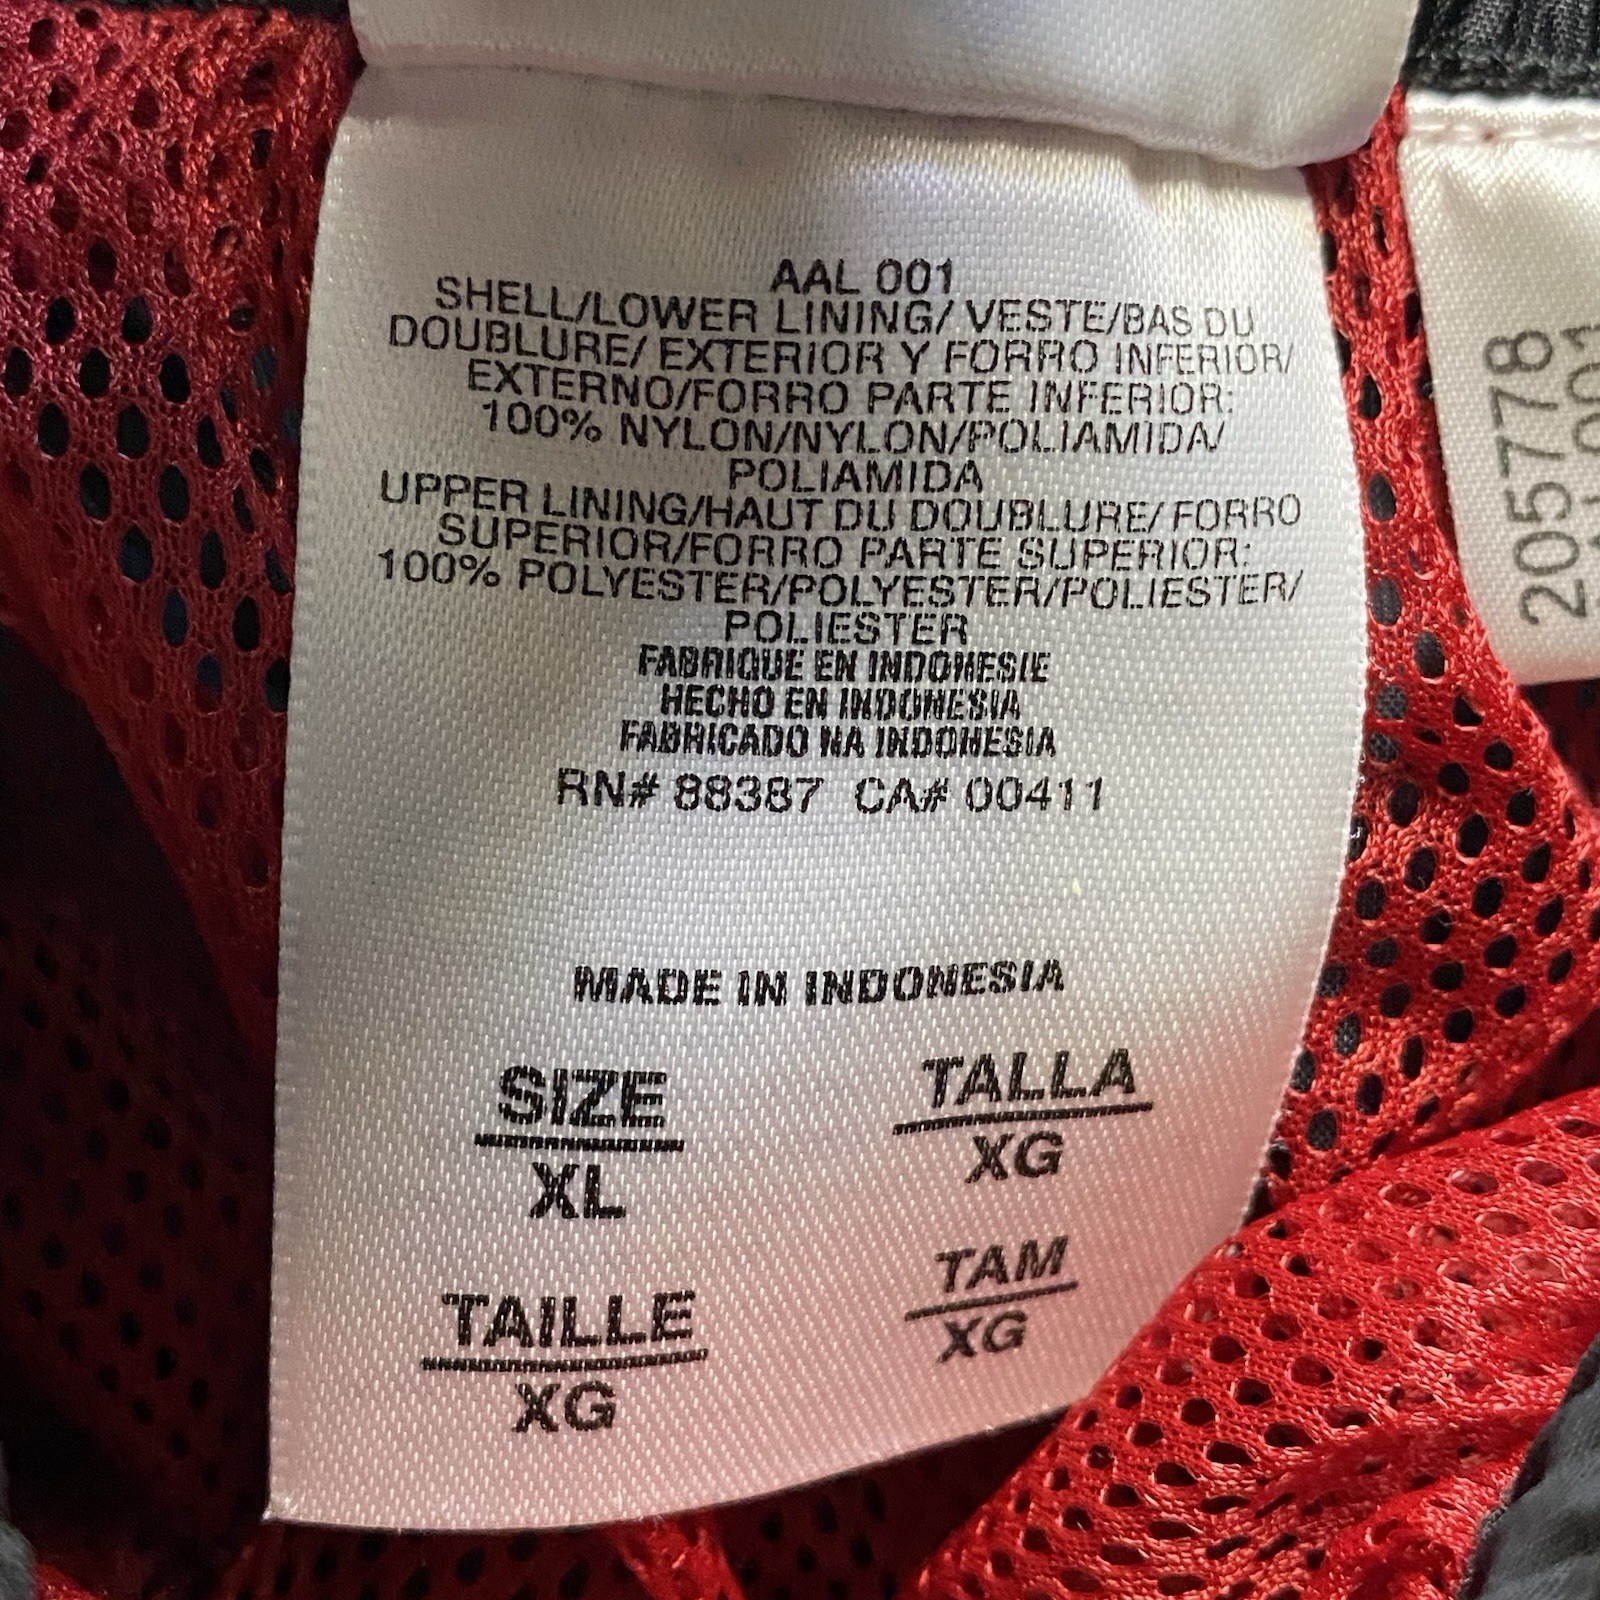 AAL 001
SHELL/LOWER LINING/ VESTE/BAS DU
DOUBLURE/ EXTERIOR Y FORRO INFERIOR/
EXTERNO/FORRO PARTE INFERIOR:
100% NYLON/NYLON/POLIAMIDA/
POLIAMIDA
UPPER LINING/HAUT DU DOUBLURE/ FORRO
SUPERIOR/FORRO PARTE SUPERIOR:
100% POLYESTER/POLYESTER/POLIESTER/
POLIESTER
FABRIQUE EN INDONESIE
HECHO EN INDONESIA
FABRICADO NA INDONESIA
RN# 88387 CA# 00411
MADE IN INDONESIA
SIZE
XL
TALLA
XG
TAILLE
XG
TAM
XG
205778